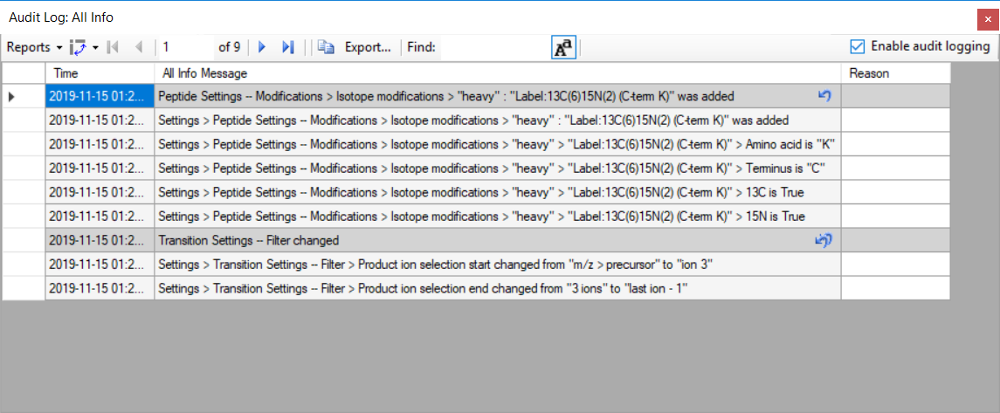 Audit Log: All Info
×
Reports 1 of 9 Export... Find: Aa Enable audit logging
Time All Info Message Reason
2019-11-15 01:2... Peptide Settings -- Modifications > Isotope modifications > "heavy" : "Label:13C(6)15N(2) (C-term K)" was added
2019-11-15 01:2... Settings > Peptide Settings -- Modifications > Isotope modifications > "heavy" : "Label:13C(6)15N(2) (C-term K)" was added
2019-11-15 01:2... Settings > Peptide Settings -- Modifications > Isotope modifications > "heavy" > "Label:13C(6)15N(2) (C-term K)" > Amino acid is "K"
2019-11-15 01:2... Settings > Peptide Settings -- Modifications > Isotope modifications > "heavy" > "Label:13C(6)15N(2) (C-term K)" > Terminus is "C"
2019-11-15 01:2... Settings > Peptide Settings -- Modifications > Isotope modifications > "heavy" > "Label:13C(6)15N(2) (C-term K)" > 13C is True
2019-11-15 01:2... Settings > Peptide Settings -- Modifications > Isotope modifications > "heavy" > "Label:13C(6)15N(2) (C-term K)" > 15N is True
2019-11-15 01:2... Transition Settings -- Filter changed
2019-11-15 01:2... Settings > Transition Settings -- Filter > Product ion selection start changed from "m/z > precursor" to "ion 3"
2019-11-15 01:2... Settings > Transition Settings -- Filter > Product ion selection end changed from "3 ions" to "last ion - 1"